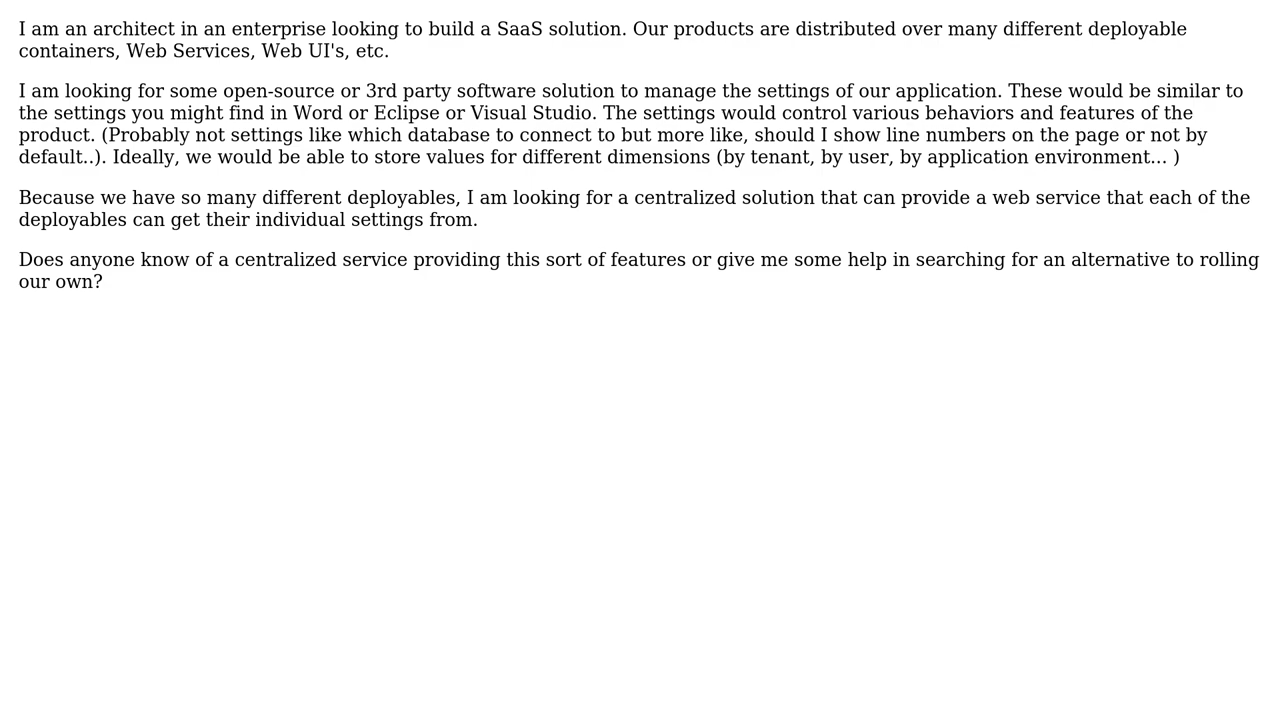 I am an architect in an enterprise looking to build a SaaS solution. Our products are distributed over many different deployable
containers, Web Services, Web UI's, etc.
I am looking for some open-source or 3rd party software solution to manage the settings of our application. These would be similar to
the settings you might find in Word or Eclipse or Visual Studio. The settings would control various behaviors and features of the
product. (Probably not settings like which database to connect to but more like, should I show line numbers on the page or not by
default..). Ideally, we would be able to store values for different dimensions (by tenant, by user, by application environment... )
Because we have so many different deployables, I am looking for a centralized solution that can provide a web service that each of the
deployables can get their individual settings from.
Does anyone know of a centralized service providing this sort of features or give me some help in searching for an alternative to rolling
our own?